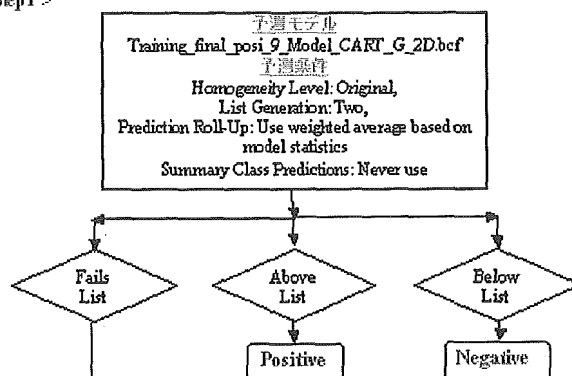 Step1 >
予測モデル
Training_final_posi_9_Model_CART_G_2D.bcf
予測条件
Homogeneity Level: Original,
List Generation: Two,
Prediction Roll-Up: Use weighted average based on
model statistics
Summary Class Predictions: Never use
Fails
List
Above
List
Below
List
Positive
Negative